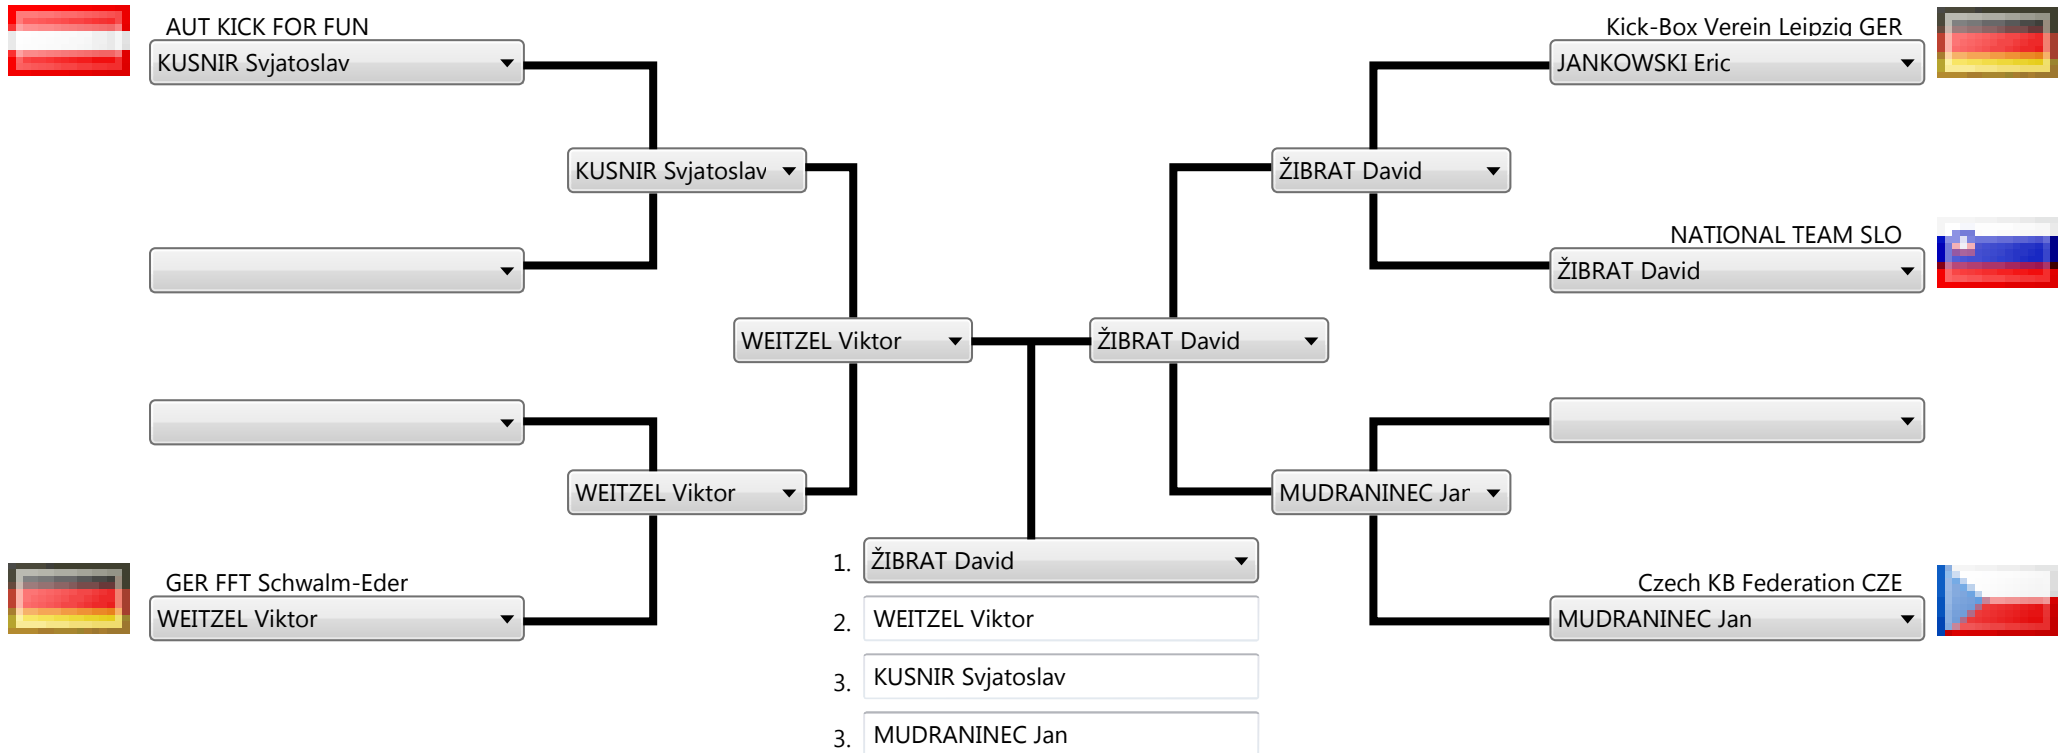 AUT KICK FOR FUN
KUSNIR Svjatoslav
KUSNIR Svjatoslav
WEITZEL Viktor
WEITZEL Viktor
GER FFT Schwalm-Eder
WEITZEL Viktor
Kick-Box Verein Leipzig GER
JANKOWSKI Eric
ŽIBRAT David
NATIONAL TEAM SLO
ŽIBRAT David
ŽIBRAT David
MUDRANINEC Jan
Czech KB Federation CZE
MUDRANINEC Jan
1. ŽIBRAT David
2. WEITZEL Viktor
3. KUSNIR Svjatoslav
3. MUDRANINEC Jan